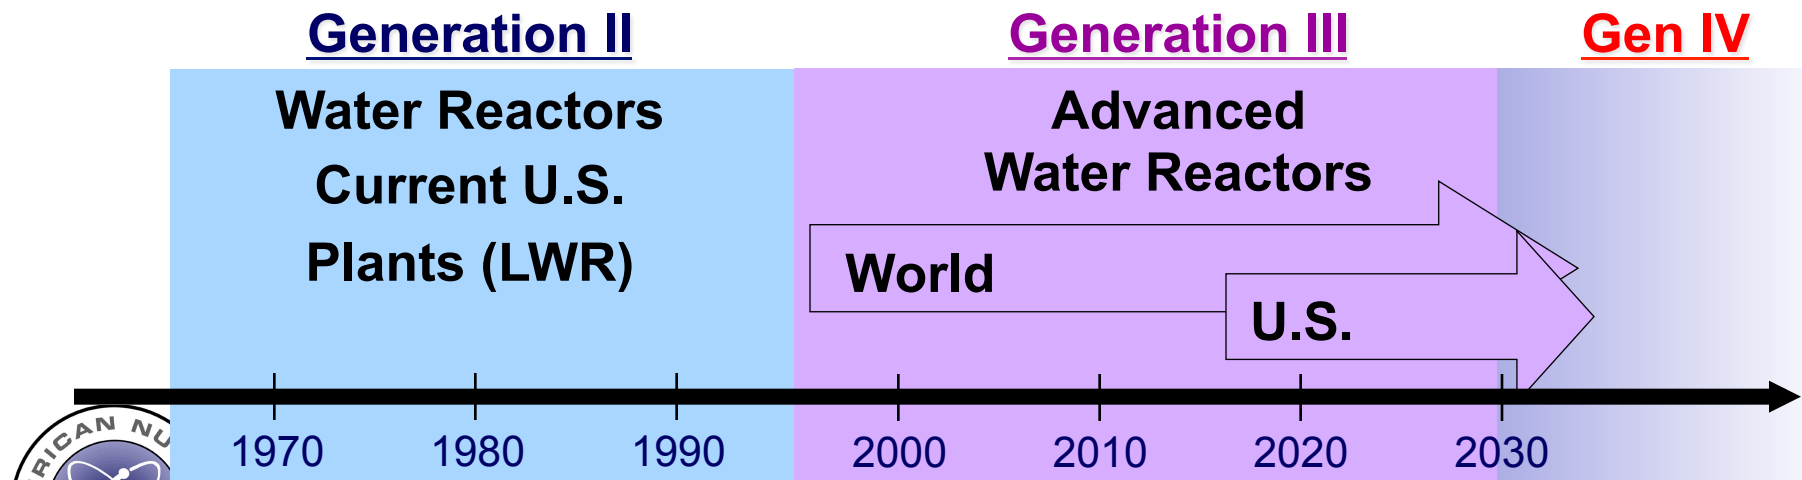 Generation II
Generation III
Gen IV
Water Reactors
Current U.S.
Plants (LWR)
Advanced
Water Reactors
World
U.S.
1970
1980
1990
2000
2010
2020
2030